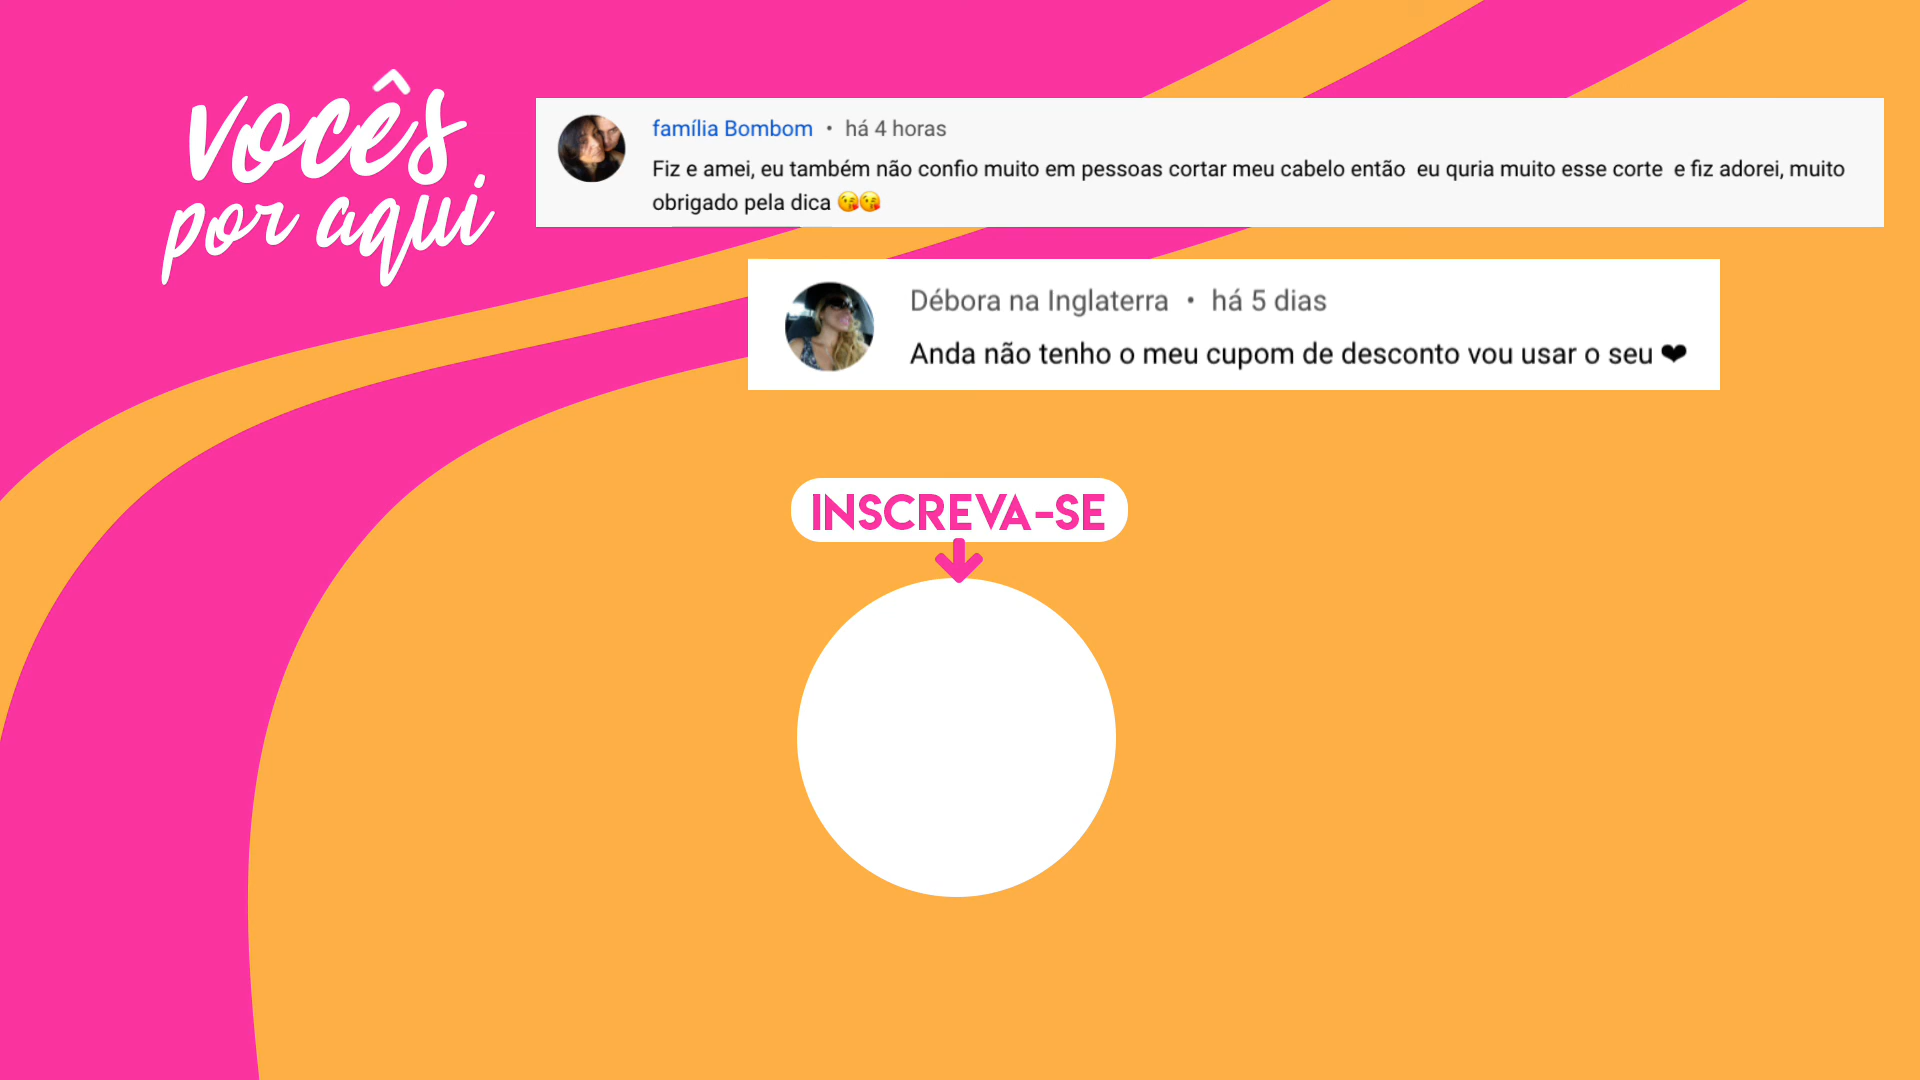 vocês
por aqui
família Bombom • há 4 horas
Fiz e amei, eu também não confio muito em pessoas cortar meu cabelo então  eu quria muito esse corte  e fiz adorei, muito
obrigado pela dica 😘😘
Débora na Inglaterra • há 5 dias
Anda não tenho o meu cupom de desconto vou usar o seu ❤
INSCREVA-SE